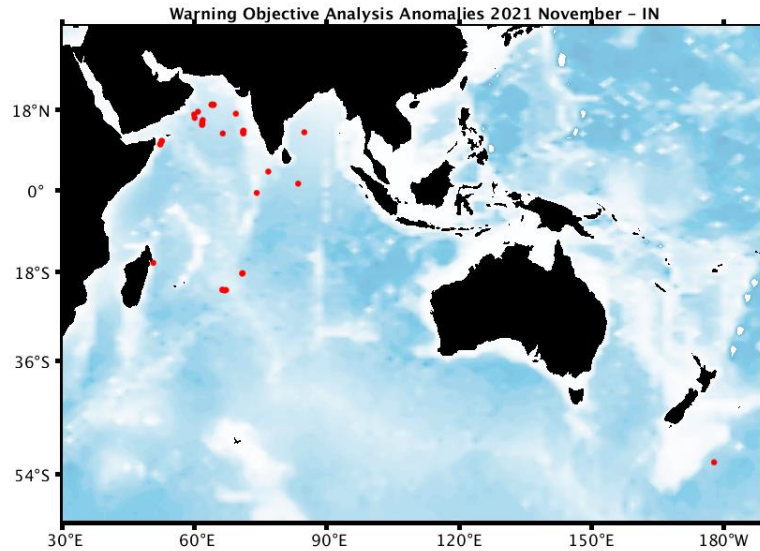 Warning Objective Analysis Anomalies 2021 November – IN
18°N
0°
18°S
36°S
54°S
30°E 60°E 90°E 120°E 150°E 180°W